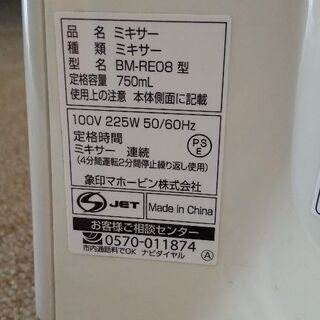 品名 ミキサー
種類 ミキサー
型名 BM-RE08 型
定格容量 750mL
使用上の注意 本体側面に記載
100V 225W 50/60Hz
定格時間
ミキサー 連続
(4分間運転2分間停止繰り返し使用)
PS
E
象印マホービン株式会社
JET
Made in China
お客様ご相談センター
0570-011874
市内通話料でOK ナビダイヤル
A